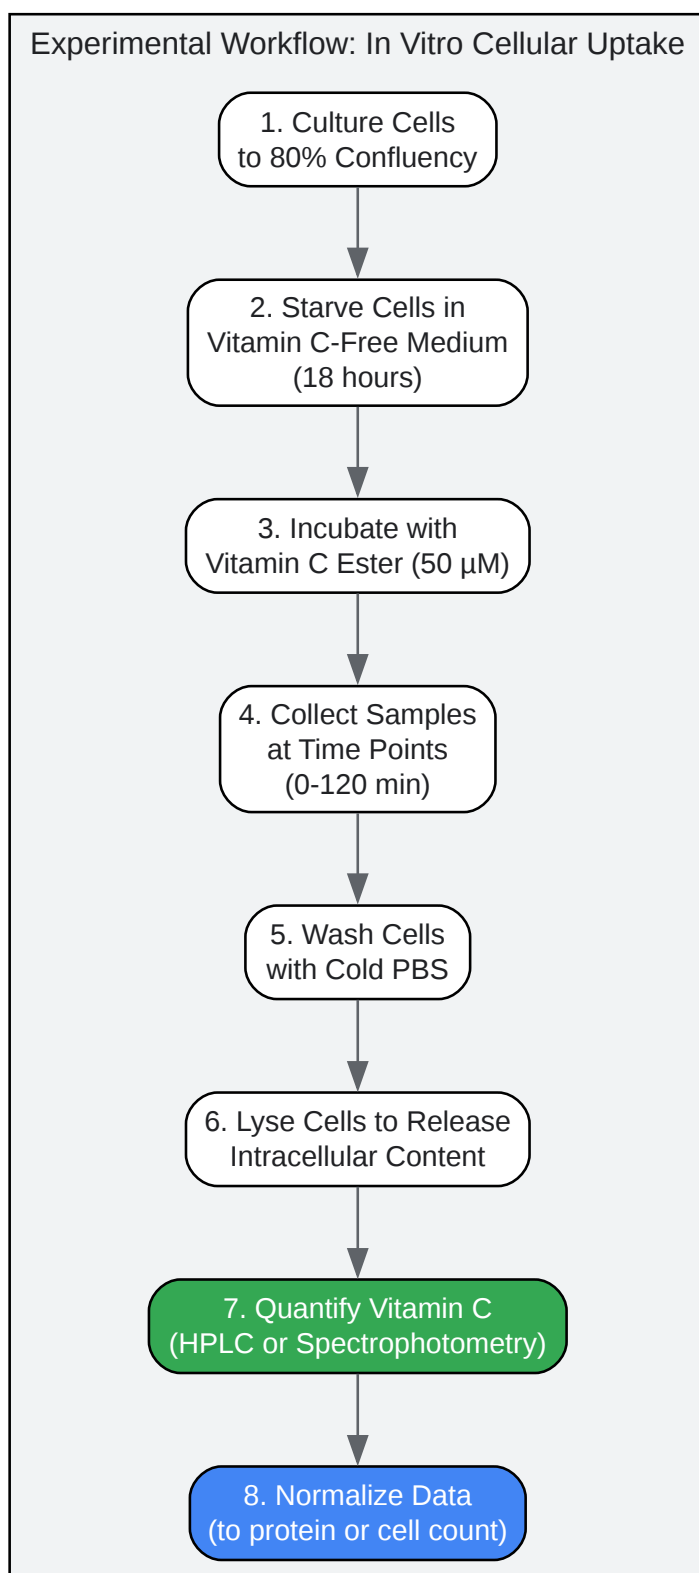 Experimental Workflow: In Vitro Cellular Uptake
1. Culture Cells
to 80% Confluency
2. Starve Cells in
Vitamin C-Free Medium
(18 hours)
3. Incubate with
Vitamin C Ester (50 µM)
4. Collect Samples
at Time Points
(0-120 min)
5. Wash Cells
with Cold PBS
6. Lyse Cells to Release
Intracellular Content
7. Quantify Vitamin C
(HPLC or Spectrophotometry)
8. Normalize Data
(to protein or cell count)